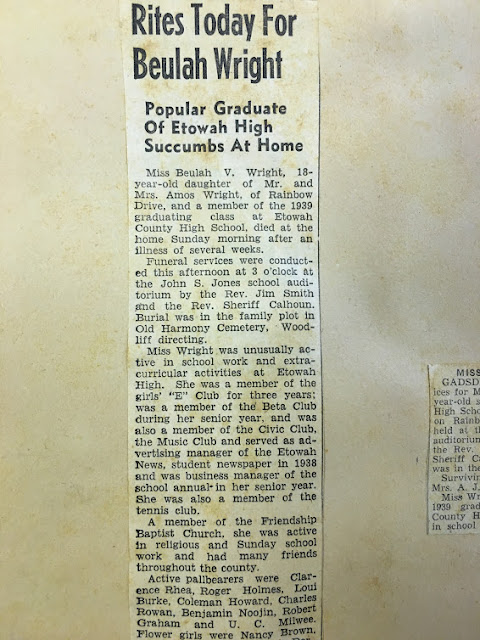 Rites Today For
Beulah Wright
Popular Graduate
Of Etowah High
Succumbs At Home
Miss Beulah V. Wright, 18-
year-old daughter of Mr. and
Mrs. Amos Wright, of Rainbow
Drive, and a member of the 1939
graduating class at Etowah
County High School, died at the
home Sunday morning after an
illness of several weeks.
Funeral services were conduct-
ed this afternoon at 3 o'clock at
the John S. Jones school audi-
torium by the Rev. Jim Smith
and the Rev. Sheriff Calhoun.
Burial was in the family plot in
Old Harmony Cemetery, Wood-
liff directing.
Miss Wright was unusually ac-
tive in school work and extra-
curricular activities at Etowah
High. She was a member of the
girls' "E" Club for three years;
was a member of the Beta Club
during her senior year, and was
also a member of the Civic Club,
the Music Club and served as ad-
vertising manager of the Etowah
News, student newspaper in 1938
and was business manager of the
school annual in her senior year.
She was also a member of the
tennis club.
A member of the Friendship
Baptist Church, she was active
in religious and Sunday school
work and had many friends
throughout the county.
Active pallbearers were Clar-
ence Rhea, Roger Holmes, Loui
Burke, Coleman Howard, Charles
Rowan, Benjamin Noojin, Robert
Graham and U. C. Milwee.
Flower girls were Nancy Brown,
MISS
GADSD
ices for M
year-old
High Scho
on Rainb
held at th
auditorium
the Rev.
Sheriff Ca
was in the
Surviving
Mrs. A. J.
Miss Wr
1939 grad
County H
in school